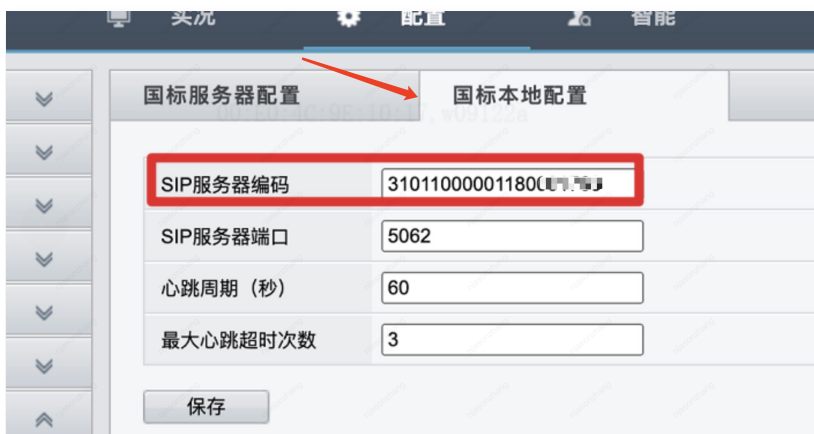 实况 配置 智能
国标服务器配置 国标本地配置
SIP服务器编码 31011000001180
SIP服务器端口 5062
心跳周期（秒） 60
最大心跳超时次数 3
保存